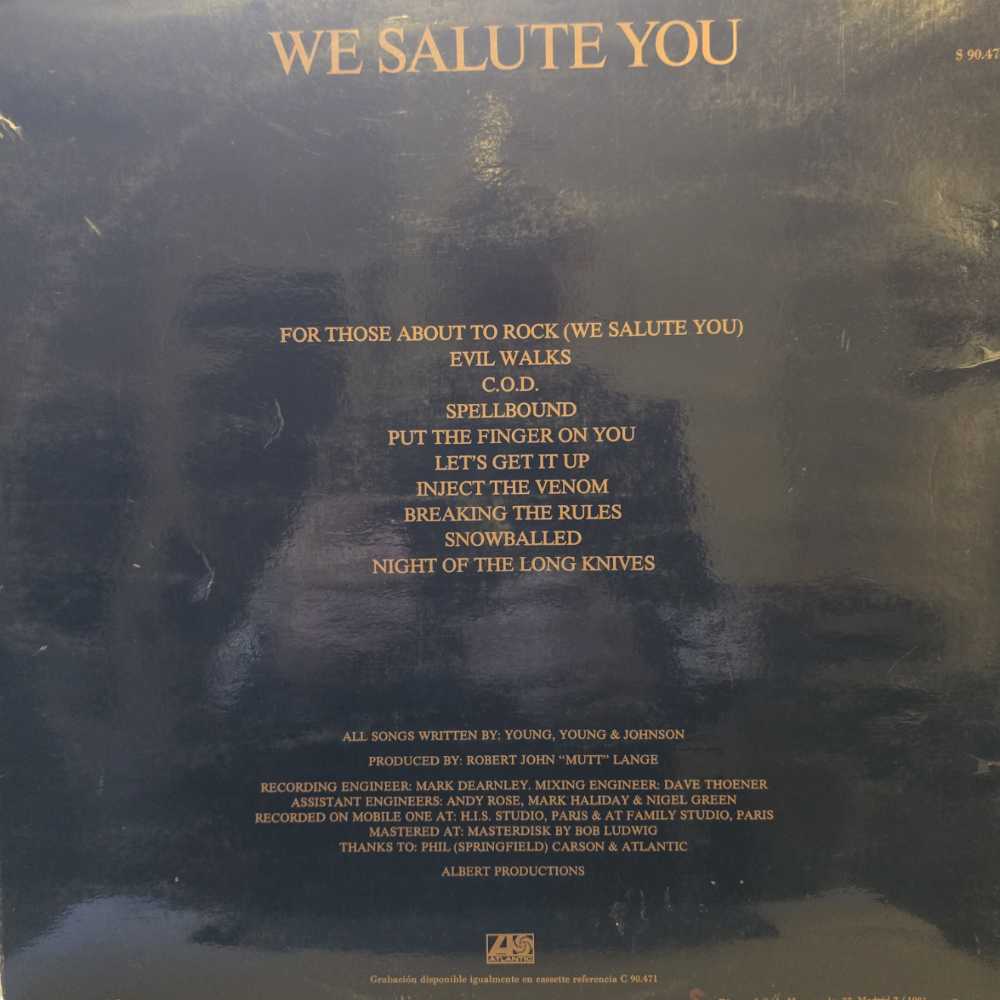 WE SALUTE YOU
S 90.47
FOR THOSE ABOUT TO ROCK (WE SALUTE YOU)
EVIL WALKS
C.O.D.
SPELLBOUND
PUT THE FINGER ON YOU
LET'S GET IT UP
INJECT THE VENOM
BREAKING THE RULES
SNOWBALLED
NIGHT OF THE LONG KNIVES
ALL SONGS WRITTEN BY: YOUNG, YOUNG & JOHNSON
PRODUCED BY: ROBERT JOHN “MUTT” LANGE
RECORDING ENGINEER: MARK DEARNLEY. MIXING ENGINEER: DAVE THOENER
ASSISTANT ENGINEERS: ANDY ROSE, MARK HALIDAY & NIGEL GREEN
RECORDED ON MOBILE ONE AT: H.I.S. STUDIO, PARIS & AT FAMILY STUDIO, PARIS
MASTERED AT: MASTERDISK BY BOB LUDWIG
THANKS TO: PHIL (SPRINGFIELD) CARSON & ATLANTIC
ALBERT PRODUCTIONS
ATLANTIC
Grabación disponible igualmente en cassette referencia C 90.471